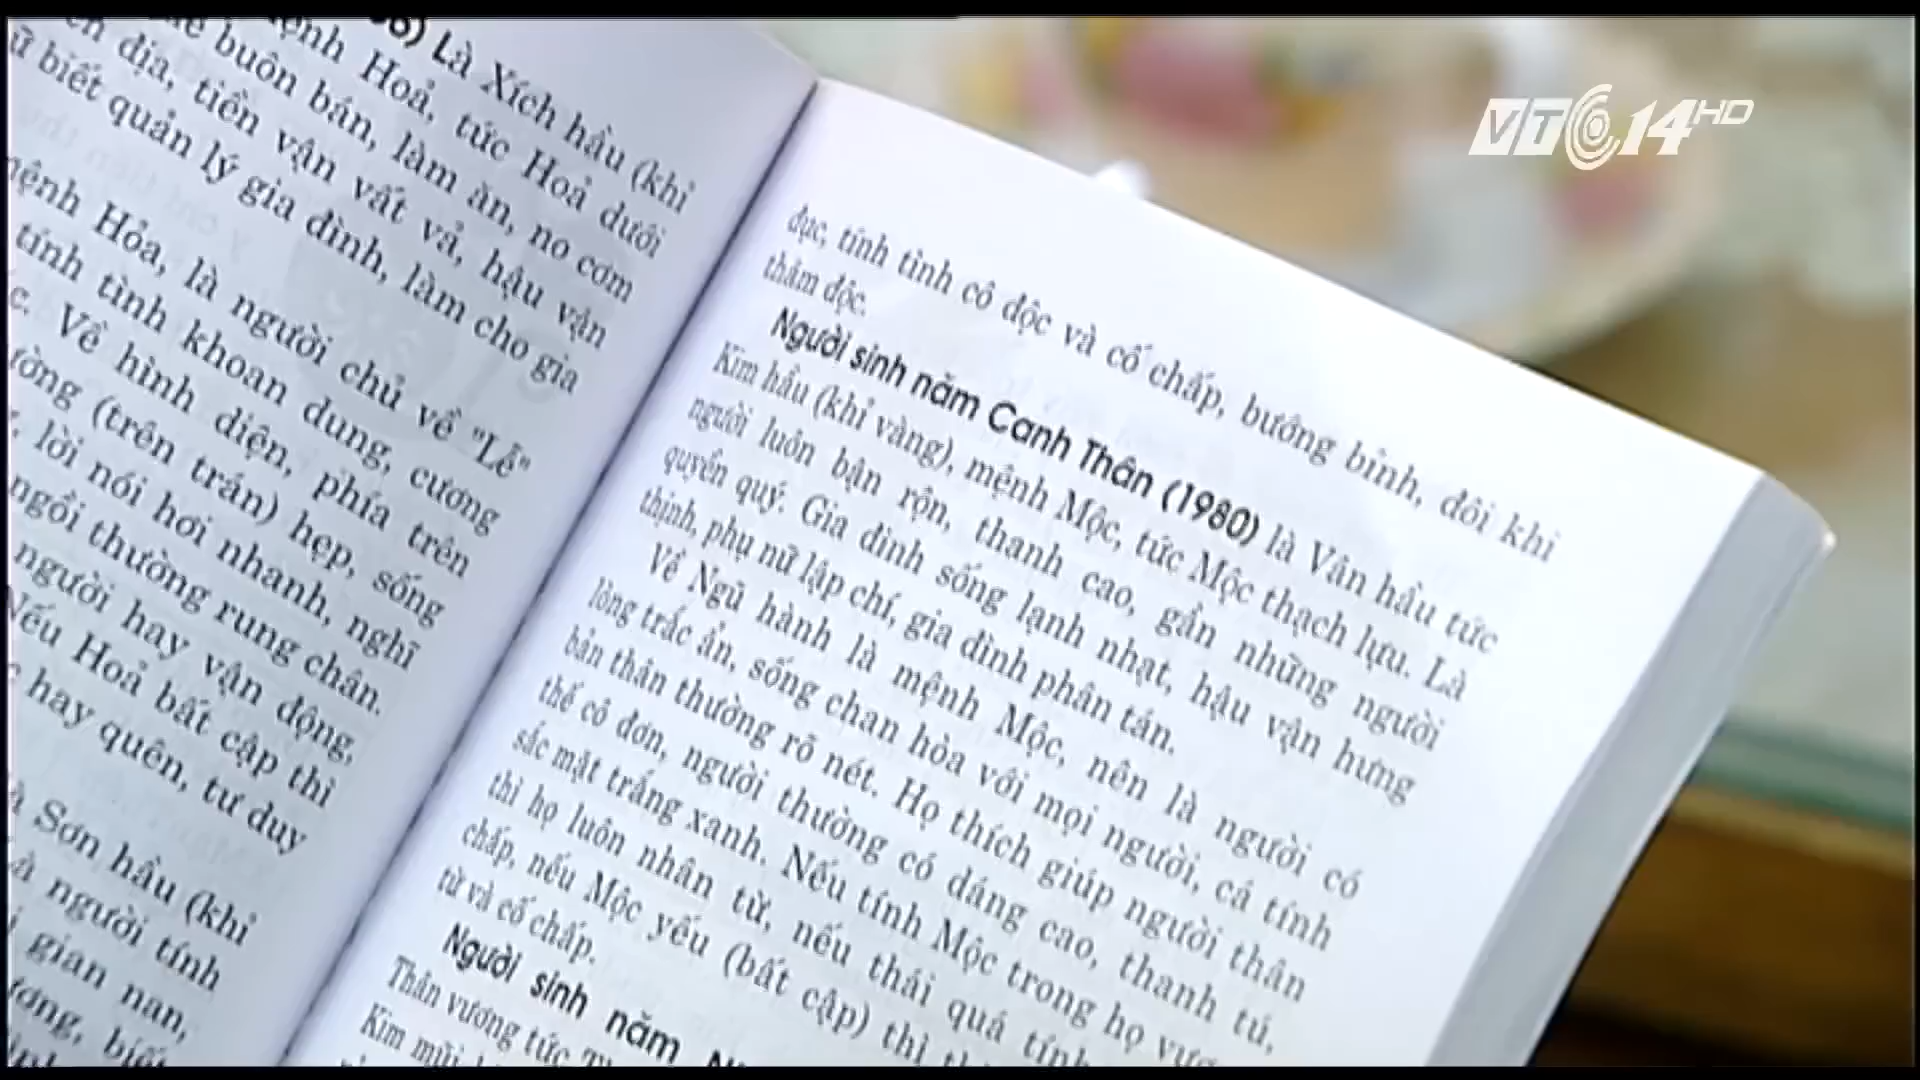 Là Xích hầu (khỉ
mệnh Hoả, tức Hoả dưới
buôn bán, làm ăn, no cơm
địa, tiền vận vất vả, hậu vận
biết quản lý gia đình, làm cho gia
mệnh Hỏa, là người chủ về "Lễ"
tính tình khoan dung, cương
Về hình diện, phía trên
(trên trán) hẹp, sống
lời nói hơi nhanh, nghĩ
ngồi thường rung chân.
người hay vận động,
Nếu Hoả bất cập thì
hay quên, tư duy
Sơn hầu (khỉ
người tính
gian nan,
biết
VTC14HD
dục, tính tình cô độc và cố chấp, bướng bỉnh, đôi khi
thâm độc.
Người sinh năm Canh Thân (1980) là Vân hầu tức
Kim hầu (khỉ vàng), mệnh Mộc, tức Mộc thạch lựu. Là
người luôn bận rộn, thanh cao, gần những người
quyền quý. Gia đình sống lạnh nhạt, hậu vận hưng
thịnh, phụ nữ lập chí, gia đình phân tán.
Về Ngũ hành là mệnh Mộc, nên là người có
lòng trắc ẩn, sống chan hòa với mọi người, cá tính
bản thân thường rõ nét. Họ thích giúp người thân
thế cô đơn, người thường có dáng cao, thanh tú,
sắc mặt trắng xanh. Nếu tính Mộc trong họ
thì họ luôn nhân từ, nếu thái quá tính
chấp, nếu Mộc yếu (bất cập) thì
từ và cố chấp.
Người sinh năm
Thân vương tức
Kim mũi